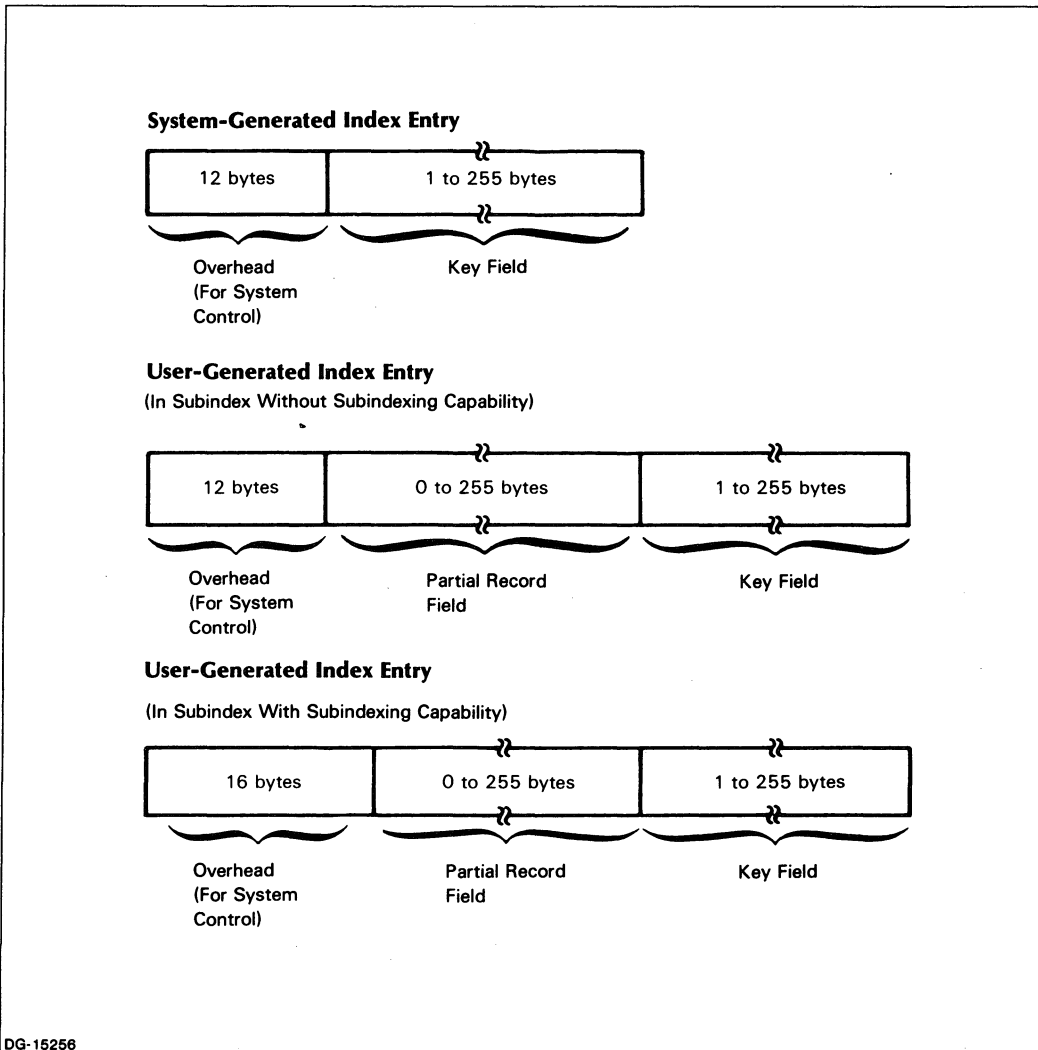 System-Generated Index Entry
12 bytes
1 to 255 bytes
Overhead
(For System
Control)
Key Field
User-Generated Index Entry
(In Subindex Without Subindexing Capability)
12 bytes
0 to 255 bytes
1 to 255 bytes
Overhead
(For System
Control)
Partial Record
Field
Key Field
User-Generated Index Entry
(In Subindex With Subindexing Capability)
16 bytes
0 to 255 bytes
1 to 255 bytes
Overhead
(For System
Control)
Partial Record
Field
Key Field
DG-15256